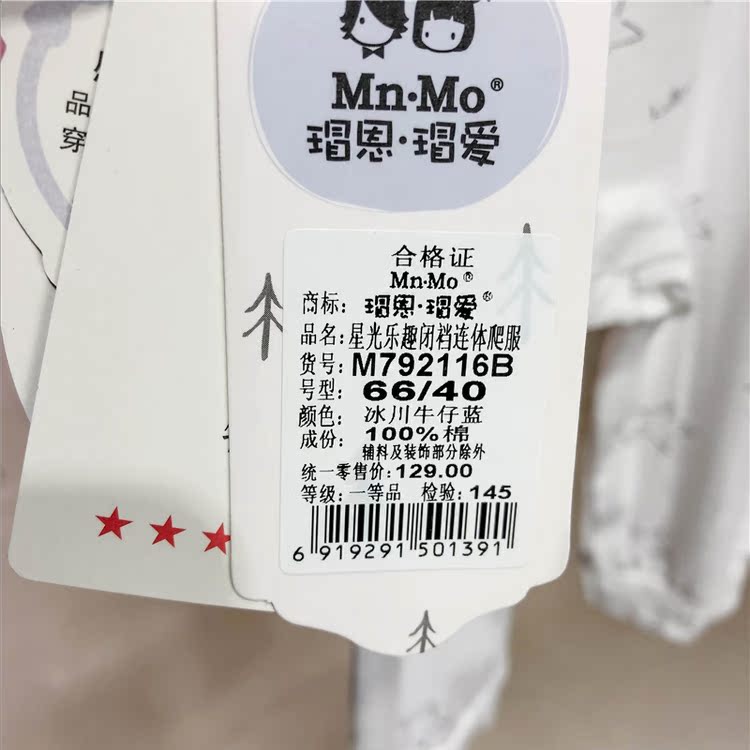 品
穿
Mn·Mo®
瑁恩·瑁爱
合格证
Mn·Mo®
商标：瑁恩·瑁爱®
品名：星光乐趣闭裆连体爬服
货号：M792116B
号型：66/40
颜色：冰川牛仔蓝
成份：100%棉
辅料及装饰部分除外
统一零售价：129.00
等级：一等品 检验：145
6 919291 501391